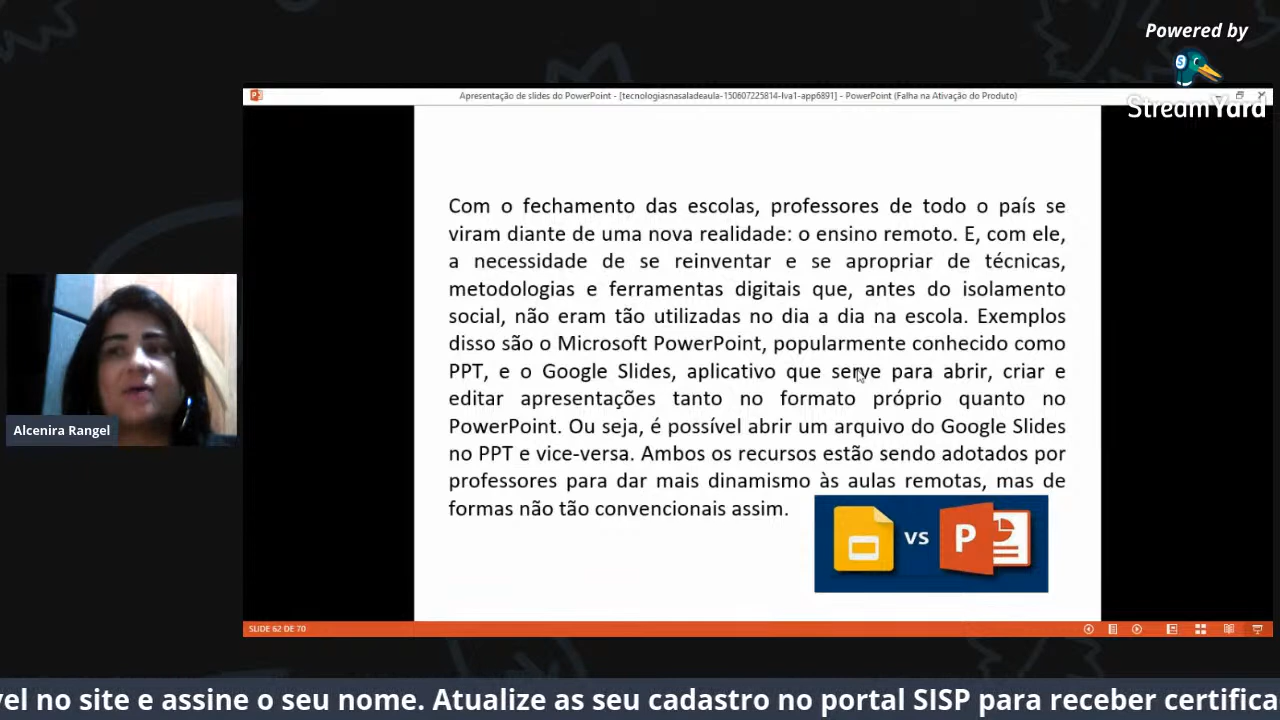 Powered by
StreamYard
Apresentação de slides do PowerPoint - [tecnologiasnasaladeaula-150607225814-lva1-app6891] - PowerPoint (Falha na Ativação do Produto)
Com o fechamento das escolas, professores de todo o país se
viram diante de uma nova realidade: o ensino remoto. E, com ele,
a necessidade de se reinventar e se apropriar de técnicas,
metodologias e ferramentas digitais que, antes do isolamento
social, não eram tão utilizadas no dia a dia na escola. Exemplos
disso são o Microsoft PowerPoint, popularmente conhecido como
PPT, e o Google Slides, aplicativo que serve para abrir, criar e
editar apresentações tanto no formato próprio quanto no
PowerPoint. Ou seja, é possível abrir um arquivo do Google Slides
no PPT e vice-versa. Ambos os recursos estão sendo adotados por
professores para dar mais dinamismo às aulas remotas, mas de
formas não tão convencionais assim.
vs
P
Alcenira Rangel
SLIDE 62 DE 70
vel no site e assine o seu nome. Atualize as seu cadastro no portal SISP para receber certifica